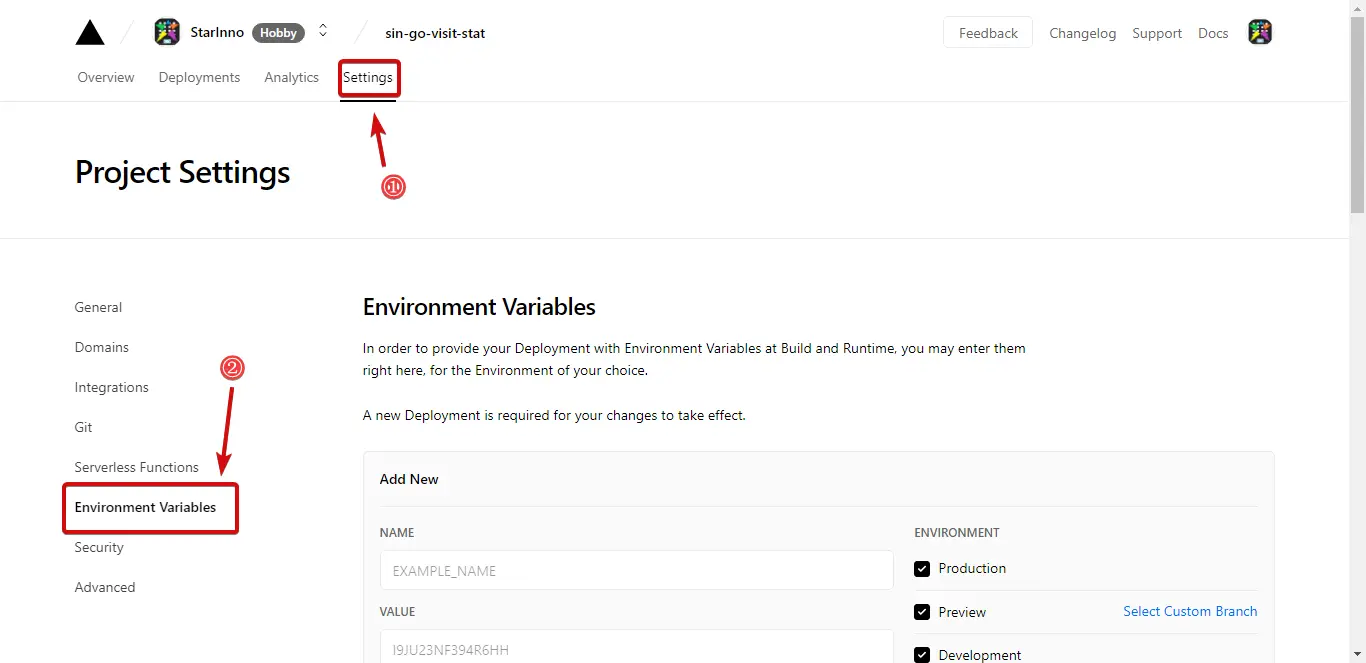 StarInno Hobby sin-go-visit-stat Feedback Changelog Support Docs
Overview Deployments Analytics Settings
①
Project Settings
General
Domains
Integrations
Git
Serverless Functions
Environment Variables
Security
Advanced
②
Environment Variables
In order to provide your Deployment with Environment Variables at Build and Runtime, you may enter them
right here, for the Environment of your choice.
A new Deployment is required for your changes to take effect.
Add New
NAME
EXAMPLE_NAME
VALUE
I9JU23NF394R6HH
ENVIRONMENT
Production
Preview Select Custom Branch
Development